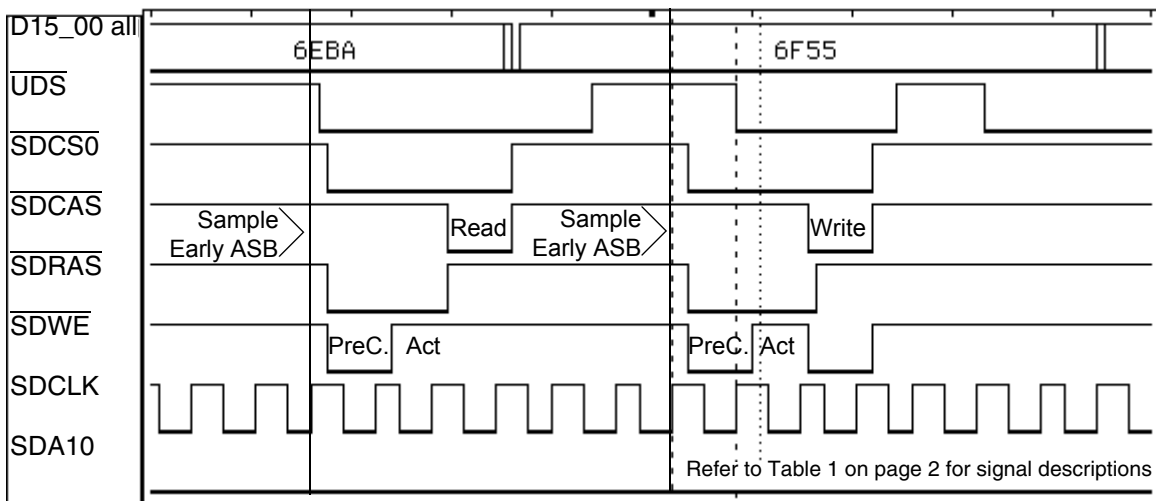 D15_00 all
6EBA
6F55
UDS
SDCS0
SDCAS
Sample
Early ASB
Read
Sample
Early ASB
Write
SDRAS
SDWE
PreC. Act
PreC. Act
SDCLK
SDA10
Refer to Table 1 on page 2 for signal descriptions